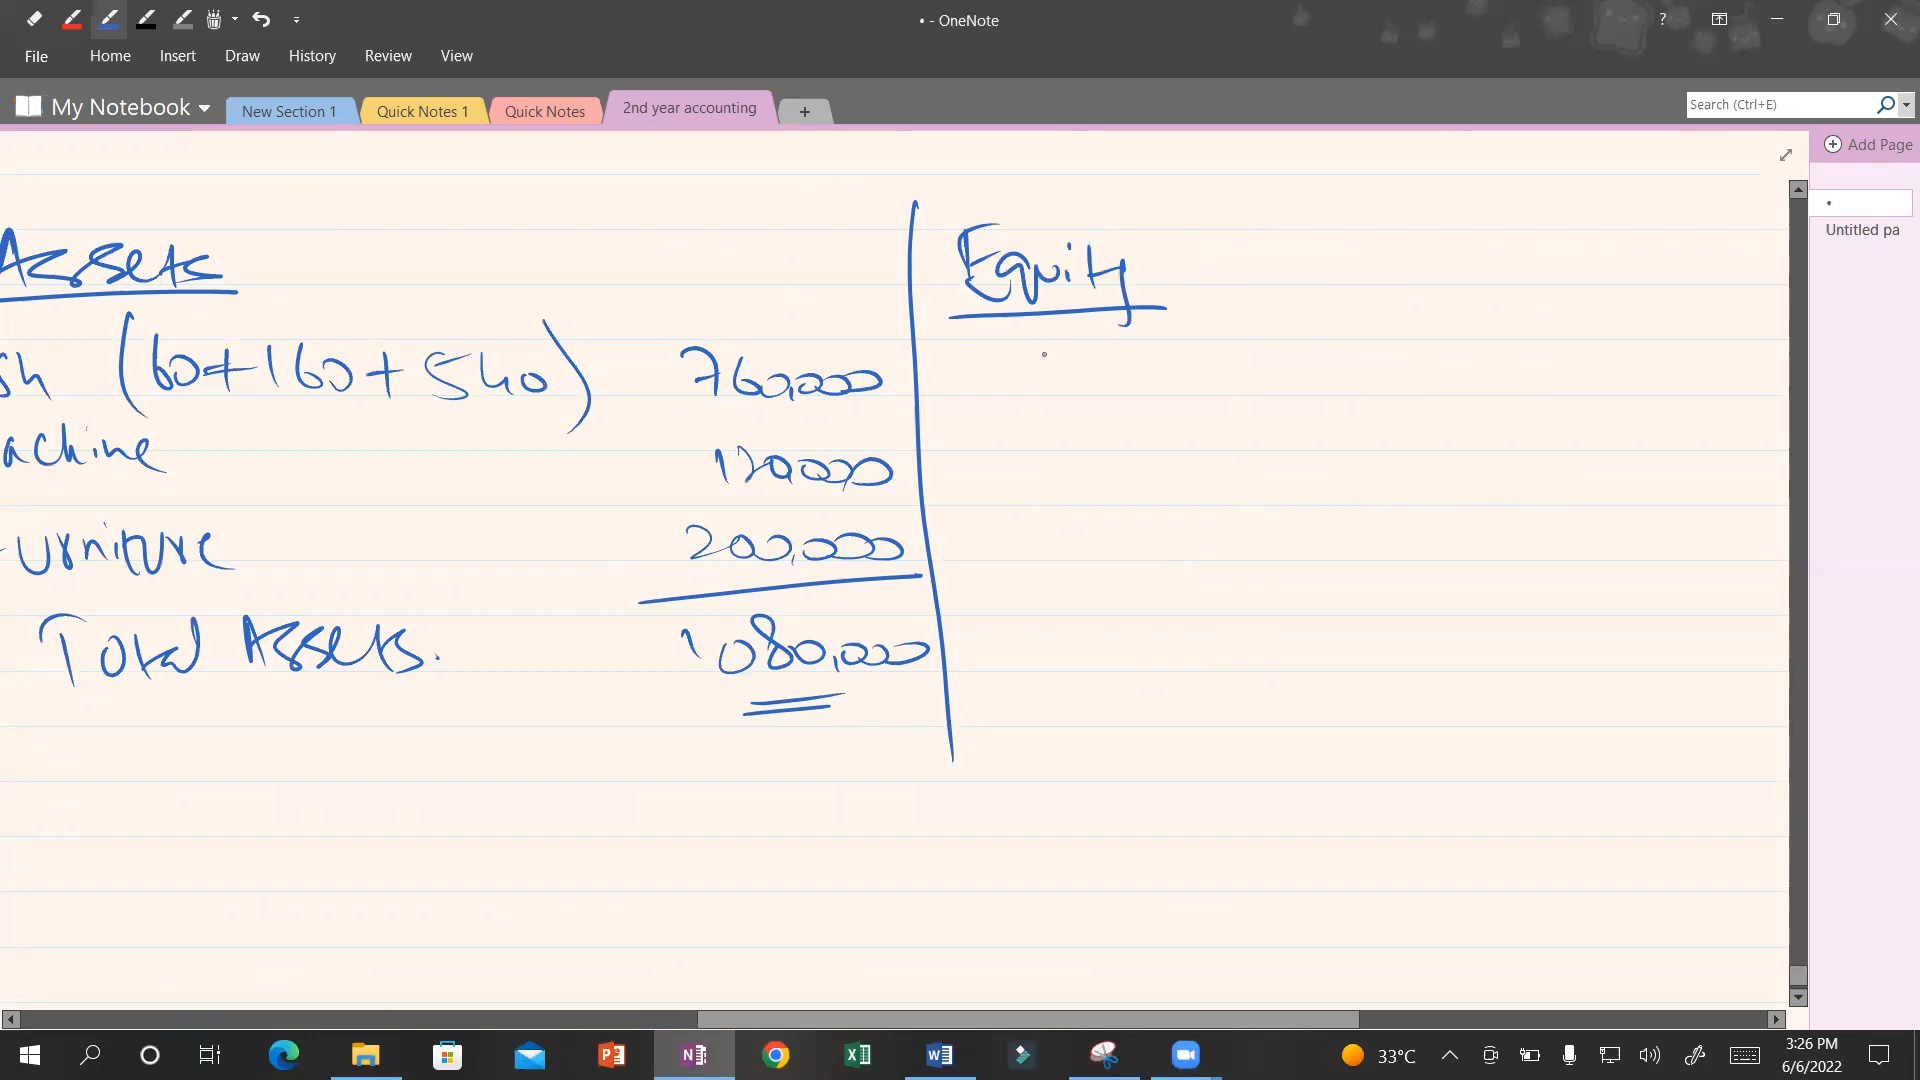 • - OneNote
?
File Home Insert Draw History Review View
My Notebook New Section 1 Quick Notes 1 Quick Notes 2nd year accounting +
Search (Ctrl+E)
Add Page
•
Untitled pa
Assets
Equity
sh (60+160+540) 760,000
achine 120,000
Furniture 200,000
Total Assets. 1080,000
33°C
3:26 PM
6/6/2022